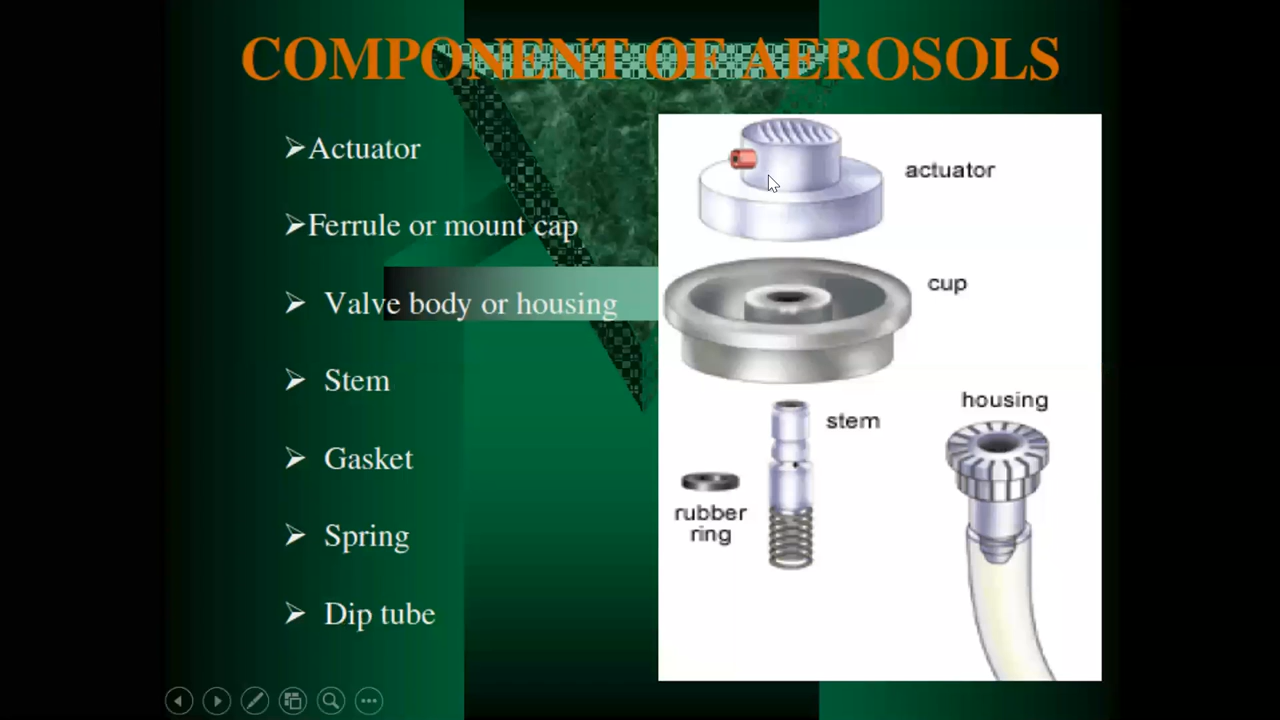 COMPONENT OF AEROSOLS
Actuator
Ferrule or mount cap
Valve body or housing
Stem
Gasket
Spring
Dip tube
actuator
cup
stem
housing
rubber
ring